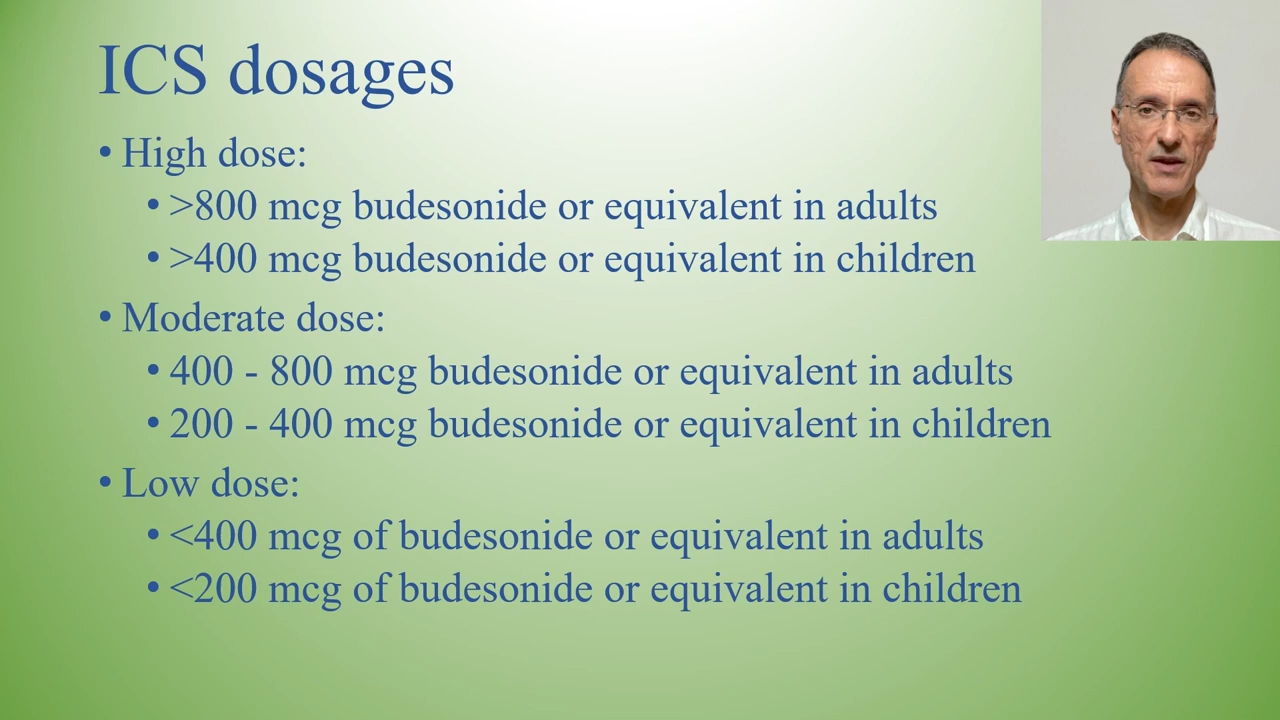 ICS dosages
• High dose:
• >800 mcg budesonide or equivalent in adults
• >400 mcg budesonide or equivalent in children
• Moderate dose:
• 400 - 800 mcg budesonide or equivalent in adults
• 200 - 400 mcg budesonide or equivalent in children
• Low dose:
• <400 mcg of budesonide or equivalent in adults
• <200 mcg of budesonide or equivalent in children